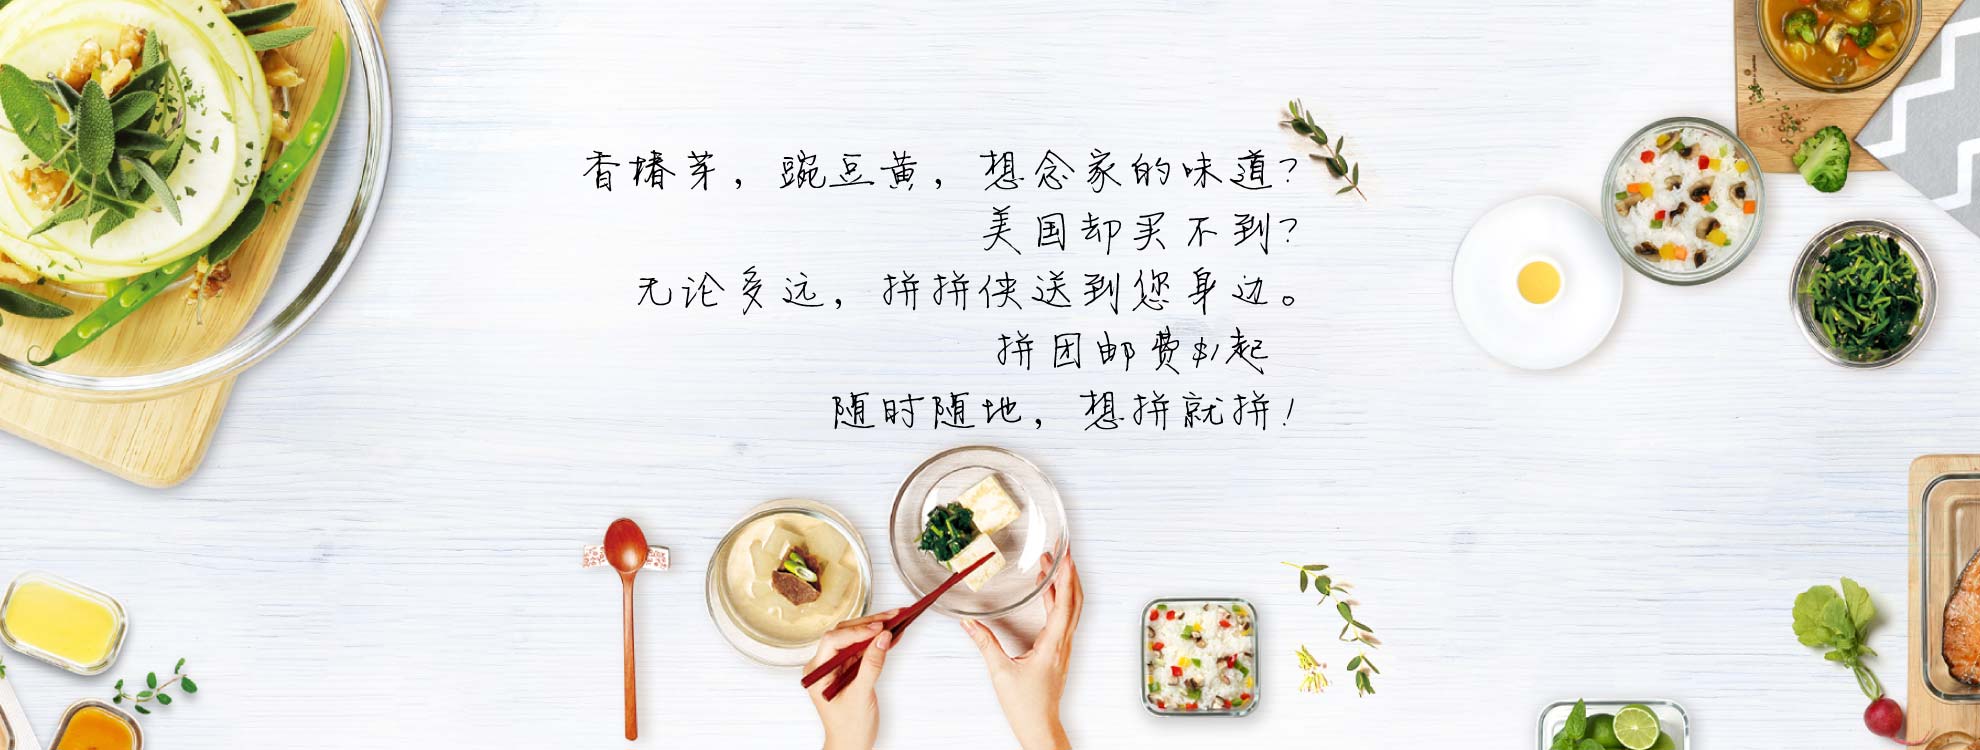 香椿芽，豌豆黄，想念家的味道？
美国却买不到？
无论多远，拼拼侠送到您身边。
拼团邮费$1起
随时随地，想拼就拼！